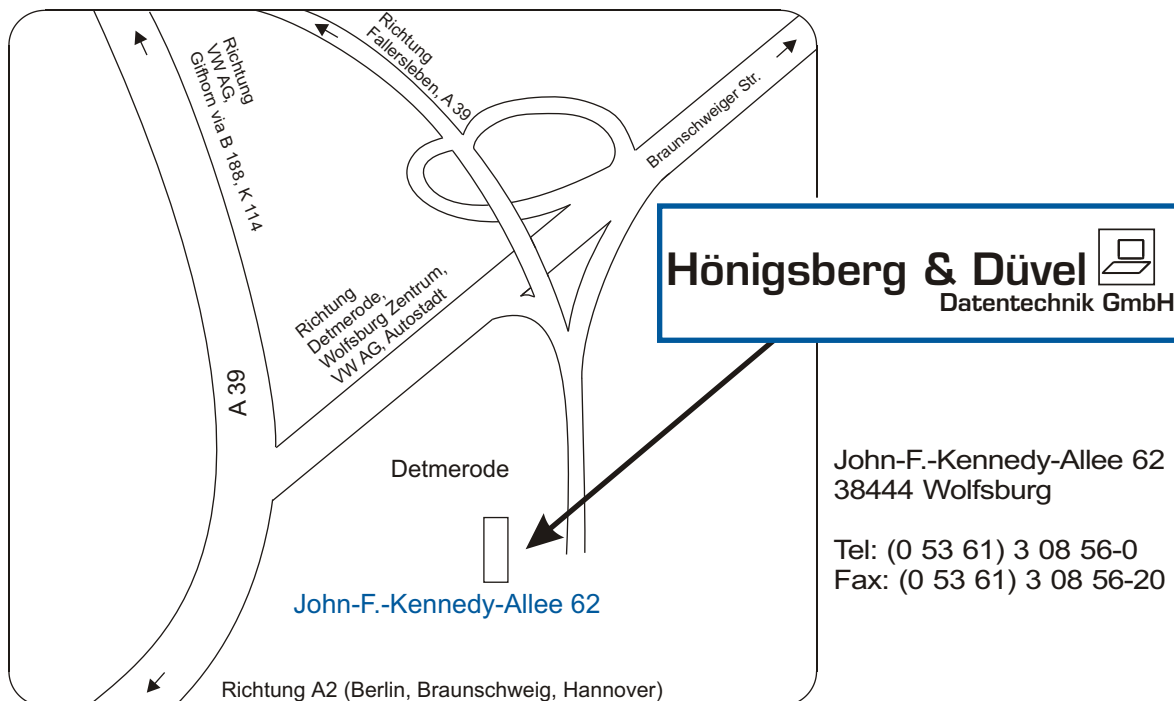 Richtung
VW AG,
Gifhorn via B 188, K 114
Richtung
Fallersleben, A 39
Braunschweiger Str.
Hönigsberg & Düvel
Datentechnik GmbH
Richtung
Detmerode,
Wolfsburg Zentrum,
VW AG, Autostadt
A 39
Detmerode
John-F.-Kennedy-Allee 62
38444 Wolfsburg
Tel: (0 53 61) 3 08 56-0
Fax: (0 53 61) 3 08 56-20
John-F.-Kennedy-Allee 62
Richtung A2 (Berlin, Braunschweig, Hannover)